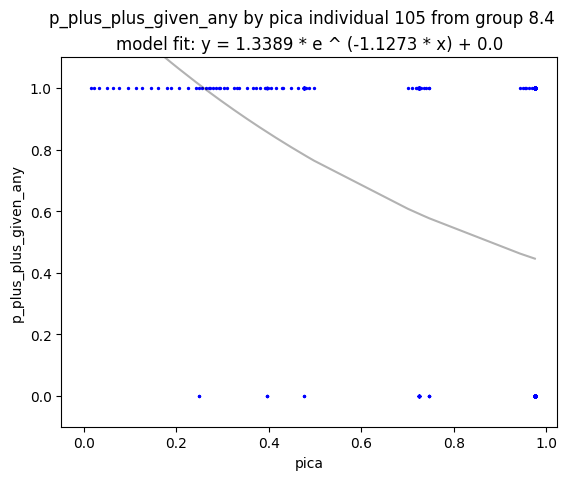 p_plus_plus_given_any by pica individual 105 from group 8.4
model fit: y = 1.3389 * e ^ (-1.1273 * x) + 0.0
1.0
0.8
0.6
0.4
0.2
0.0
p_plus_plus_given_any
0.0 0.2 0.4 0.6 0.8 1.0
pica